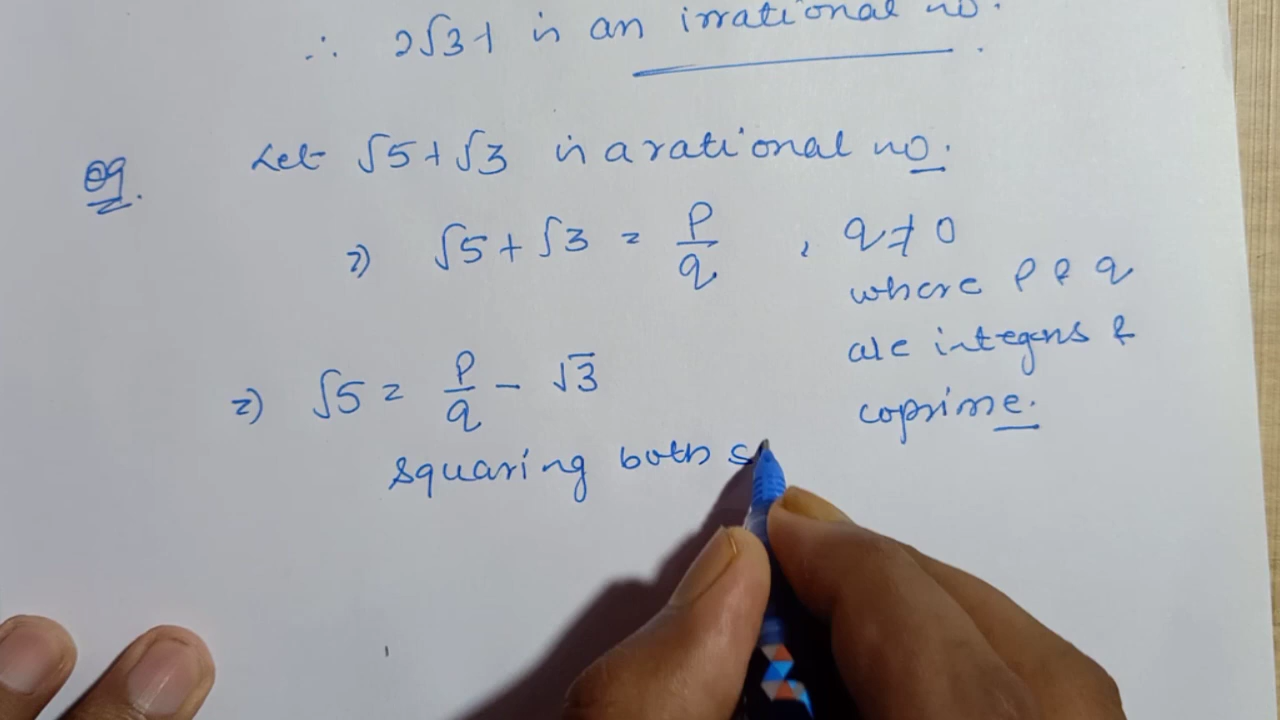 ∴ 2√3-1 is an irrational no.
Q9. Let √5+√3 is a rational no.
⇒ √5+√3 = p/q , q≠0
where p & q
are integers &
coprime.
⇒ √5 = p/q - √3
squaring both s